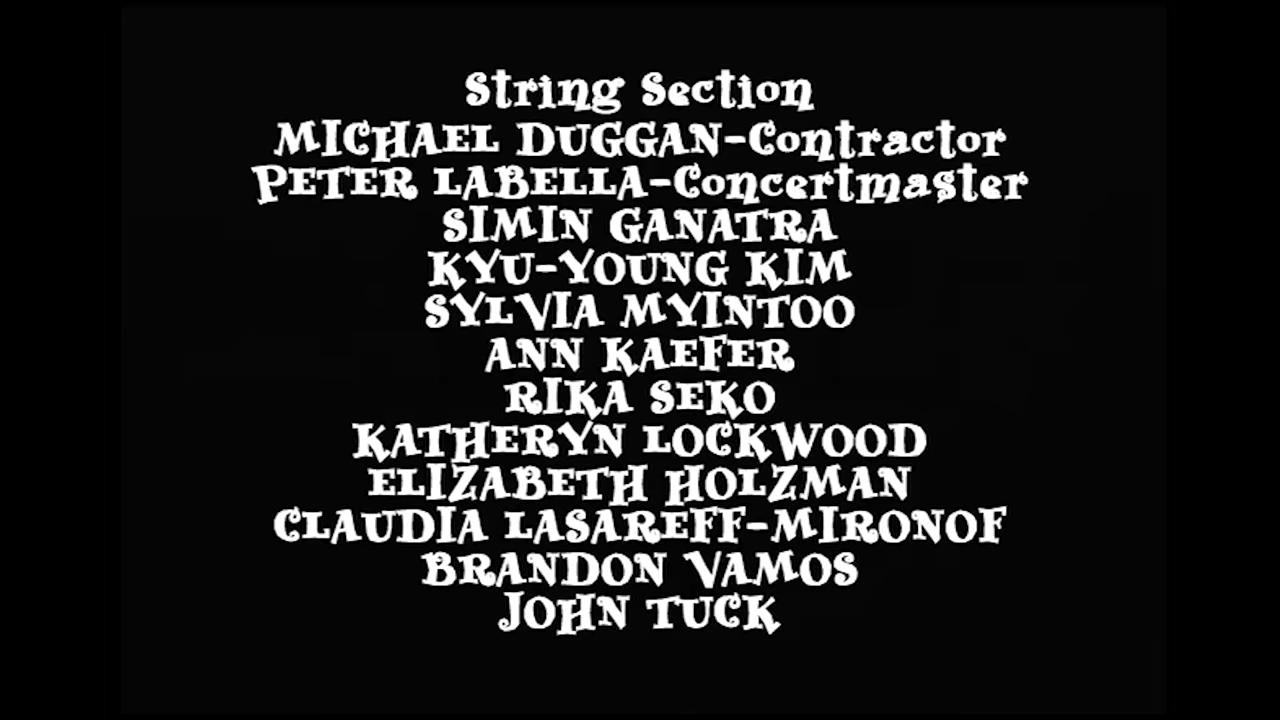 String Section
MICHAEL DUGGAN-Contractor
PETER LABELLA-Concertmaster
SIMIN GANATRA
KYU-YOUNG KIM
SYLVIA MYINTOO
ANN KAEFER
RIKA SEKO
KATHERYN LOCKWOOD
ELIZABETH HOLZMAN
CLAUDIA LASAREFF-MIRONOF
BRANDON VAMOS
JOHN TUCK